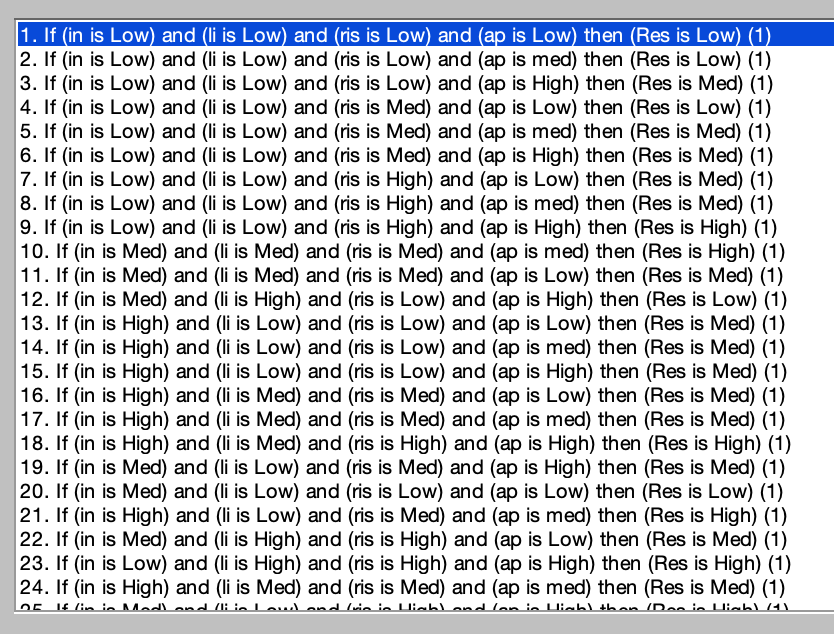 1. If (in is Low) and (li is Low) and (ris is Low) and (ap is Low) then (Res is Low) (1)
2. If (in is Low) and (li is Low) and (ris is Low) and (ap is med) then (Res is Low) (1)
3. If (in is Low) and (li is Low) and (ris is Low) and (ap is High) then (Res is Med) (1)
4. If (in is Low) and (li is Low) and (ris is Med) and (ap is Low) then (Res is Low) (1)
5. If (in is Low) and (li is Low) and (ris is Med) and (ap is med) then (Res is Med) (1)
6. If (in is Low) and (li is Low) and (ris is Med) and (ap is High) then (Res is Med) (1)
7. If (in is Low) and (li is Low) and (ris is High) and (ap is Low) then (Res is Med) (1)
8. If (in is Low) and (li is Low) and (ris is High) and (ap is med) then (Res is Med) (1)
9. If (in is Low) and (li is Low) and (ris is High) and (ap is High) then (Res is High) (1)
10. If (in is Med) and (li is Med) and (ris is Med) and (ap is med) then (Res is High) (1)
11. If (in is Med) and (li is Med) and (ris is Med) and (ap is Low) then (Res is Med) (1)
12. If (in is Med) and (li is High) and (ris is Low) and (ap is High) then (Res is Low) (1)
13. If (in is High) and (li is Low) and (ris is Low) and (ap is Low) then (Res is Med) (1)
14. If (in is High) and (li is Low) and (ris is Low) and (ap is med) then (Res is Med) (1)
15. If (in is High) and (li is Low) and (ris is Low) and (ap is High) then (Res is Med) (1)
16. If (in is High) and (li is Med) and (ris is Med) and (ap is Low) then (Res is Med) (1)
17. If (in is High) and (li is Med) and (ris is Med) and (ap is med) then (Res is Med) (1)
18. If (in is High) and (li is Med) and (ris is High) and (ap is High) then (Res is High) (1)
19. If (in is Med) and (li is Low) and (ris is Med) and (ap is High) then (Res is Med) (1)
20. If (in is Med) and (li is Low) and (ris is Low) and (ap is Low) then (Res is Low) (1)
21. If (in is High) and (li is Low) and (ris is Med) and (ap is med) then (Res is High) (1)
22. If (in is Med) and (li is High) and (ris is High) and (ap is Low) then (Res is Med) (1)
23. If (in is Low) and (li is High) and (ris is High) and (ap is High) then (Res is High) (1)
24. If (in is High) and (li is Med) and (ris is Med) and (ap is med) then (Res is Med) (1)
25. If (in is Med) and (li is Low) and (ris is High) and (ap is High) then (Res is High) (1)